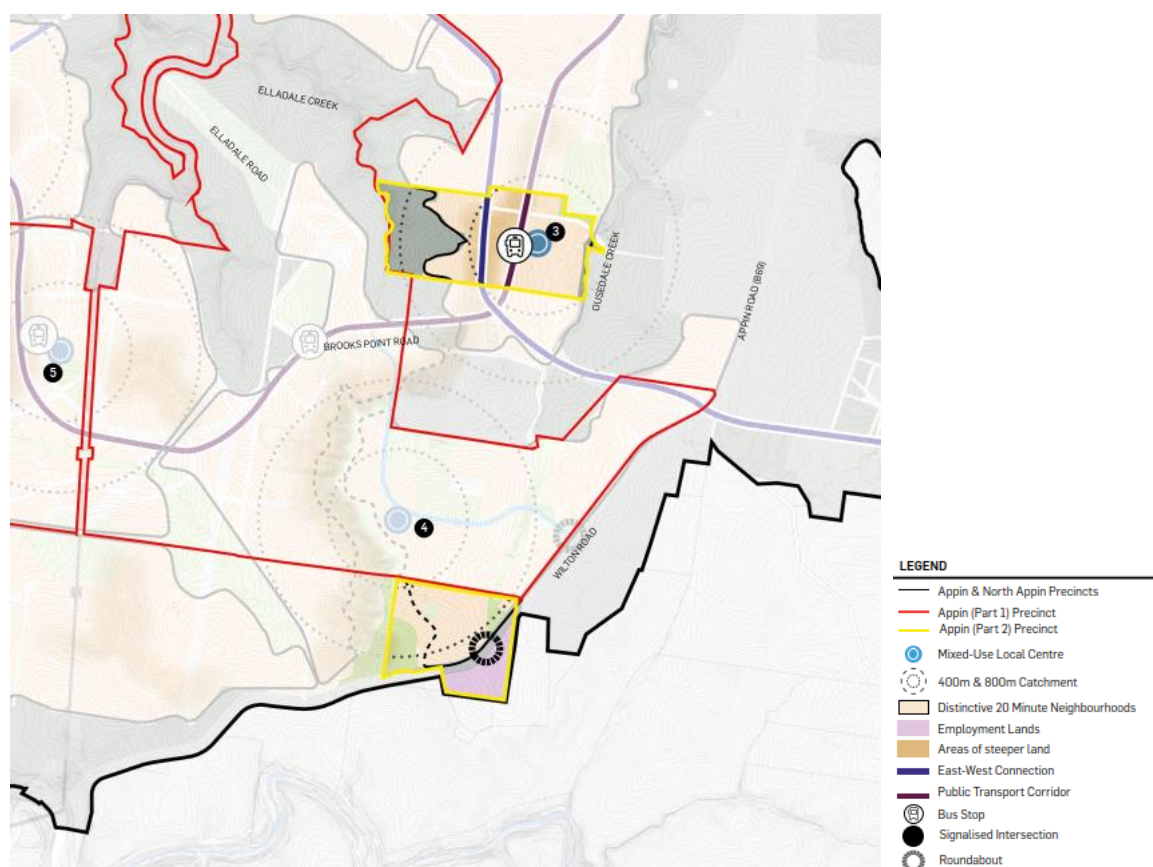 ELLADALE CREEK
ELLADALE ROAD
3
OUSEDALE CREEK
APPIN ROAD (B69)
BROOKS POINT ROAD
5
4
WILTON ROAD
LEGEND
Appin & North Appin Precincts
Appin (Part 1) Precinct
Appin (Part 2) Precinct
Mixed-Use Local Centre
400m & 800m Catchment
Distinctive 20 Minute Neighbourhoods
Employment Lands
Areas of steeper land
East-West Connection
Public Transport Corridor
Bus Stop
Signalised Intersection
Roundabout